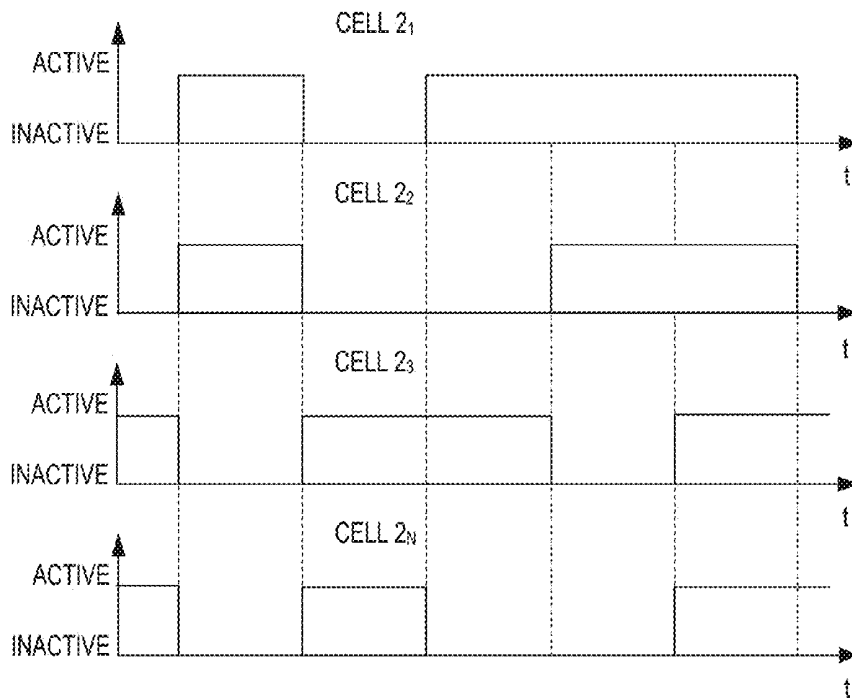 CELL 2₁
ACTIVE
INACTIVE
t
CELL 2₂
ACTIVE
INACTIVE
t
CELL 2₃
ACTIVE
INACTIVE
t
CELL 2ₙ
ACTIVE
INACTIVE
t